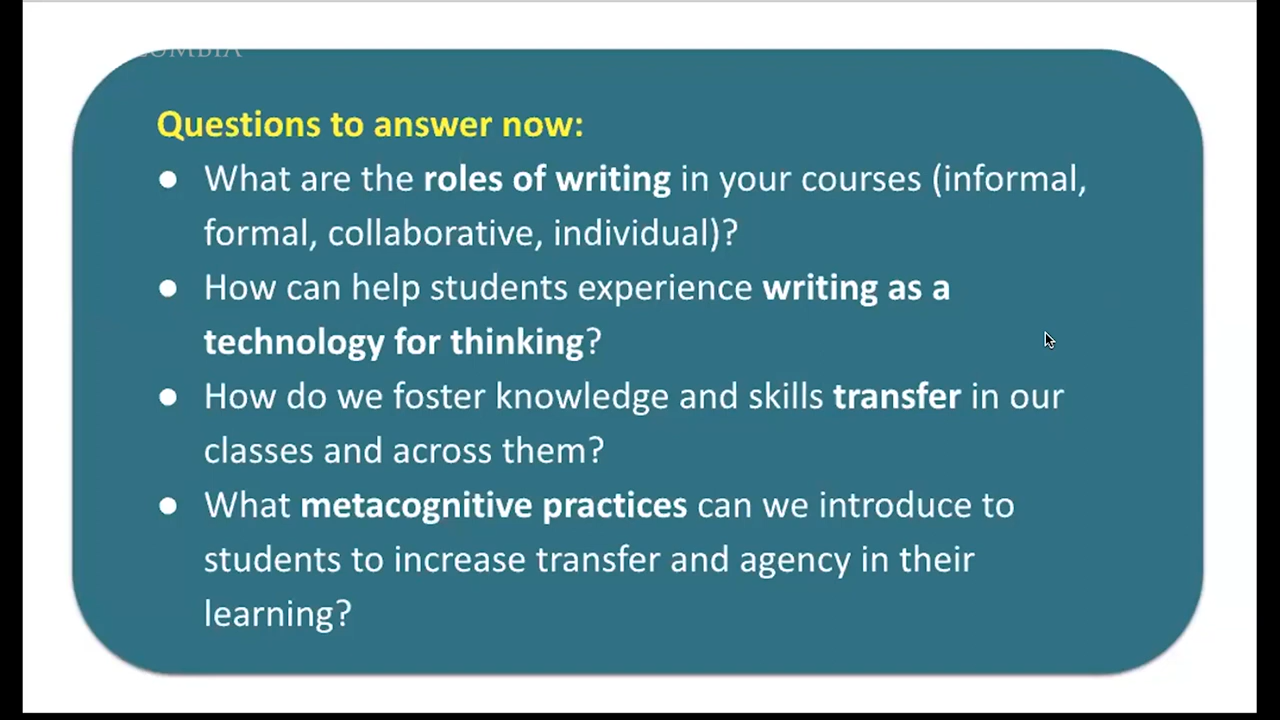 Questions to answer now:
● What are the roles of writing in your courses (informal,
formal, collaborative, individual)?
● How can help students experience writing as a
technology for thinking?
● How do we foster knowledge and skills transfer in our
classes and across them?
● What metacognitive practices can we introduce to
students to increase transfer and agency in their
learning?